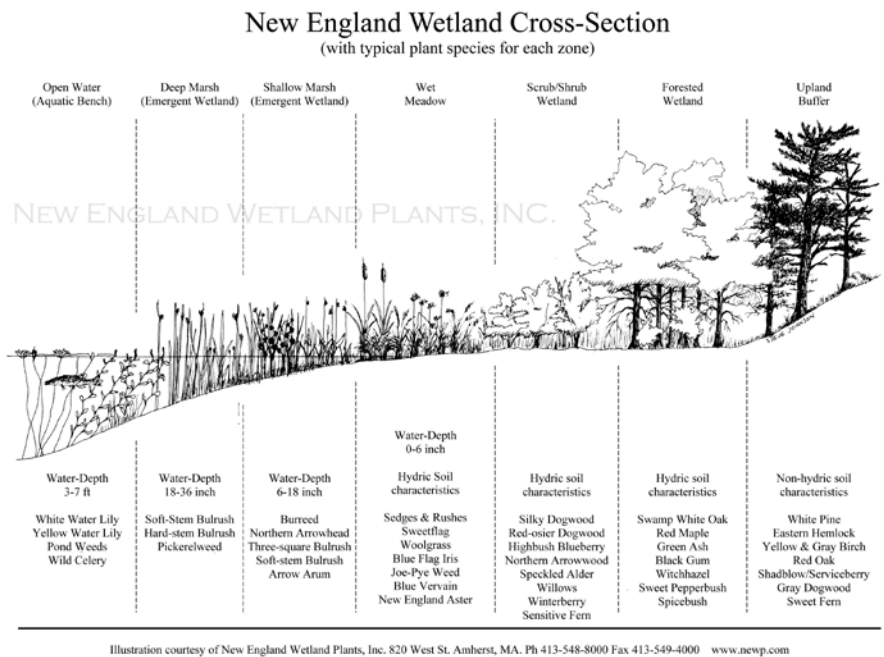 New England Wetland Cross-Section
(with typical plant species for each zone)
Open Water
(Aquatic Bench)
Deep Marsh
(Emergent Wetland)
Shallow Marsh
(Emergent Wetland)
Wet
Meadow
Scrub/Shrub
Wetland
Forested
Wetland
Upland
Buffer
NEW ENGLAND WETLAND PLANTS, INC.
Water-Depth
3-7 ft
White Water Lily
Yellow Water Lily
Pond Weeds
Wild Celery
Water-Depth
18-36 inch
Soft-Stem Bulrush
Hard-stem Bulrush
Pickerelweed
Water-Depth
6-18 inch
Burreed
Northern Arrowhead
Three-square Bulrush
Soft-stem Bulrush
Arrow Arum
Water-Depth
0-6 inch
Hydric Soil
characteristics
Sedges & Rushes
Sweetflag
Woolgrass
Blue Flag Iris
Joe-Pye Weed
Blue Vervain
New England Aster
Hydric soil
characteristics
Silky Dogwood
Red-osier Dogwood
Highbush Blueberry
Northern Arrowwood
Speckled Alder
Willows
Winterberry
Sensitive Fern
Hydric soil
characteristics
Swamp White Oak
Red Maple
Green Ash
Black Gum
Witchhazel
Sweet Pepperbush
Spicebush
Non-hydric soil
characteristics
White Pine
Eastern Hemlock
Yellow & Gray Birch
Red Oak
Shadblow/Serviceberry
Gray Dogwood
Sweet Fern
Illustration courtesy of New England Wetland Plants, Inc. 820 West St. Amherst, MA. Ph 413-548-8000 Fax 413-549-4000 www.newp.com